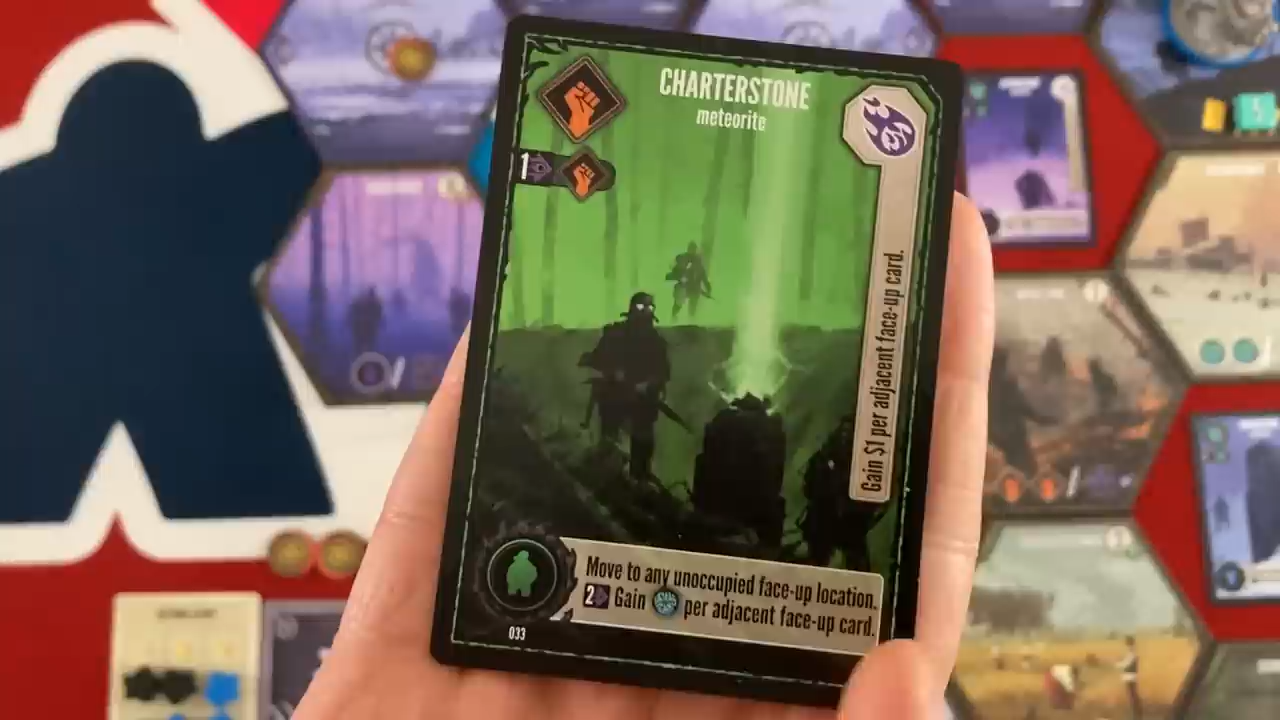 CHARTERSTONE
meteorite
1
Gain $1 per adjacent face-up card.
Move to any unoccupied face-up location.
2 Gain per adjacent face-up card.
033